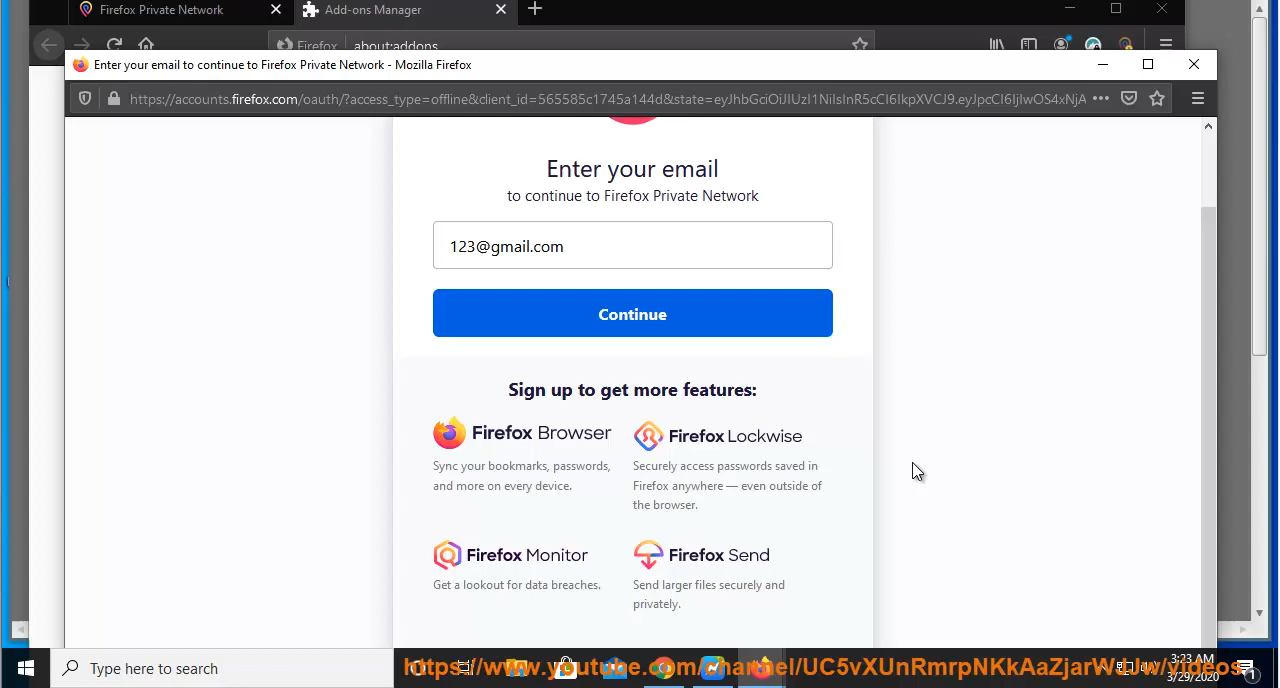 Firefox Private Network
Add-ons Manager
Firefox
about:addons
Enter your email to continue to Firefox Private Network - Mozilla Firefox
https://accounts.firefox.com/oauth/?access_type=offline&client_id=565585c1745a144d&state=eyJhbGciOiJIUzI1NiIsInR5cCI6IkpXVCJ9.eyJpcCI6IjIwOS4xNjA
Enter your email
to continue to Firefox Private Network
123@gmail.com
Continue
Sign up to get more features:
Firefox Browser
Sync your bookmarks, passwords,
and more on every device.
Firefox Lockwise
Securely access passwords saved in
Firefox anywhere — even outside of
the browser.
Firefox Monitor
Get a lookout for data breaches.
Firefox Send
Send larger files securely and
privately.
Type here to search
3:23 AM
3/29/2020
1